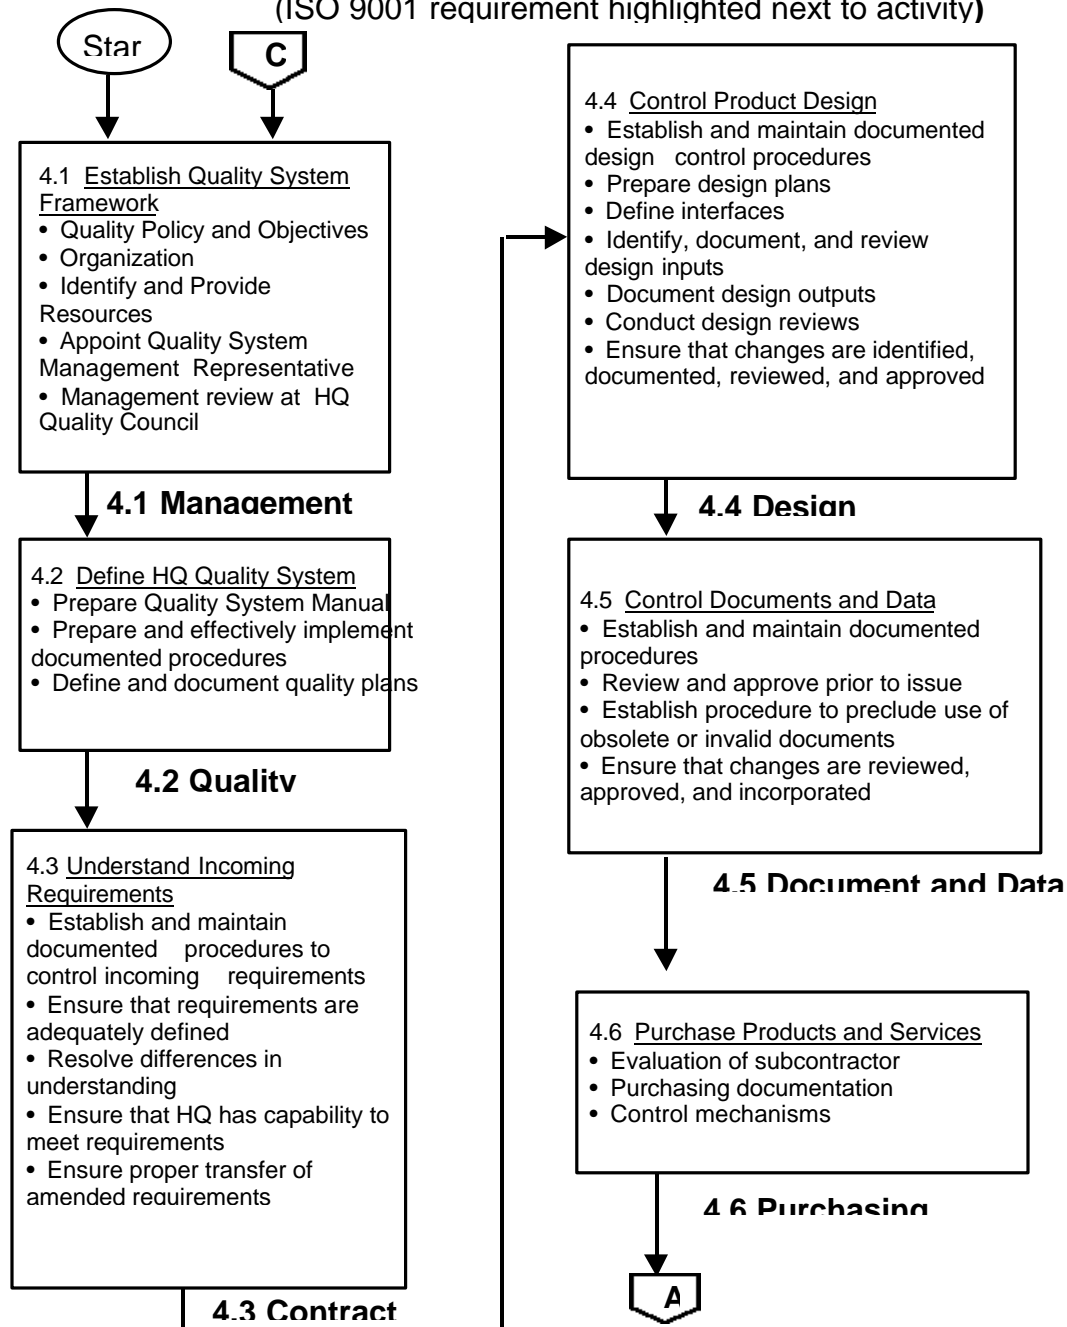 (ISO 9001 requirement highlighted next to activity)
Star
C
4.1 Establish Quality System
Framework
• Quality Policy and Objectives
• Organization
• Identify and Provide
Resources
• Appoint Quality System
Management Representative
• Management review at HQ
Quality Council
4.1 Management
4.2 Define HQ Quality System
• Prepare Quality System Manual
• Prepare and effectively implement
documented procedures
• Define and document quality plans
4.2 Quality
4.3 Understand Incoming
Requirements
• Establish and maintain
documented procedures to
control incoming requirements
• Ensure that requirements are
adequately defined
• Resolve differences in
understanding
• Ensure that HQ has capability to
meet requirements
• Ensure proper transfer of
amended requirements
4.3 Contract
4.4 Control Product Design
• Establish and maintain documented
design control procedures
• Prepare design plans
• Define interfaces
• Identify, document, and review
design inputs
• Document design outputs
• Conduct design reviews
• Ensure that changes are identified,
documented, reviewed, and approved
4.4 Design
4.5 Control Documents and Data
• Establish and maintain documented
procedures
• Review and approve prior to issue
• Establish procedure to preclude use of
obsolete or invalid documents
• Ensure that changes are reviewed,
approved, and incorporated
4.5 Document and Data
4.6 Purchase Products and Services
• Evaluation of subcontractor
• Purchasing documentation
• Control mechanisms
4.6 Purchasing
A